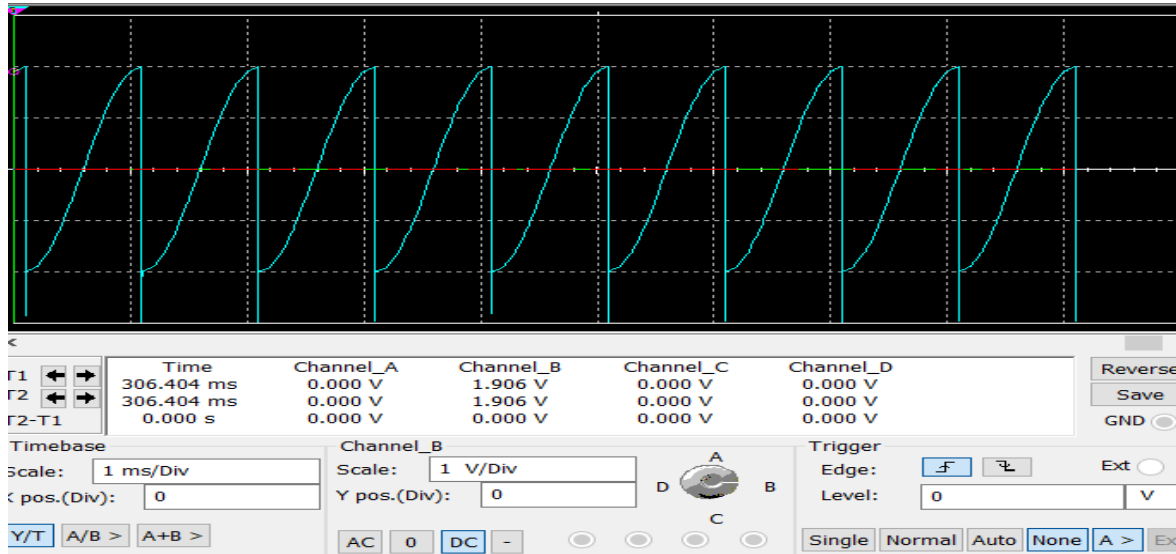 Time Channel_A Channel_B Channel_C Channel_D
T1 306.404 ms 0.000 V 1.906 V 0.000 V 0.000 V
T2 306.404 ms 0.000 V 1.906 V 0.000 V 0.000 V
T2-T1 0.000 s 0.000 V 0.000 V 0.000 V 0.000 V
Reverse
Save
GND
Timebase
Scale: 1 ms/Div
X pos.(Div): 0
Y/T A/B > A+B >
Channel_B
Scale: 1 V/Div
Y pos.(Div): 0
AC 0 DC -
A
D B
C
Trigger
Edge: Ext
Level: 0 V
Single Normal Auto None A >